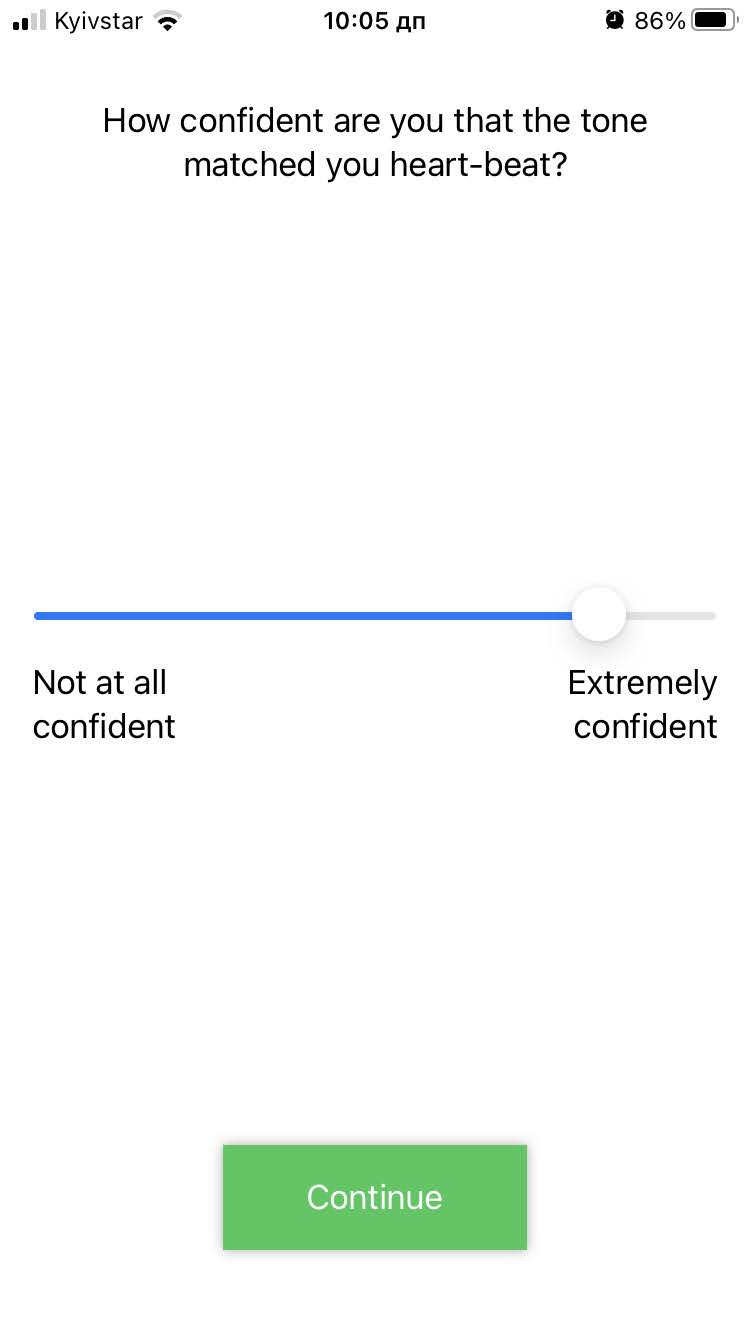 Kyivstar 10:05 дп 86%
How confident are you that the tone
matched you heart-beat?
Not at all Extremely
confident confident
Continue